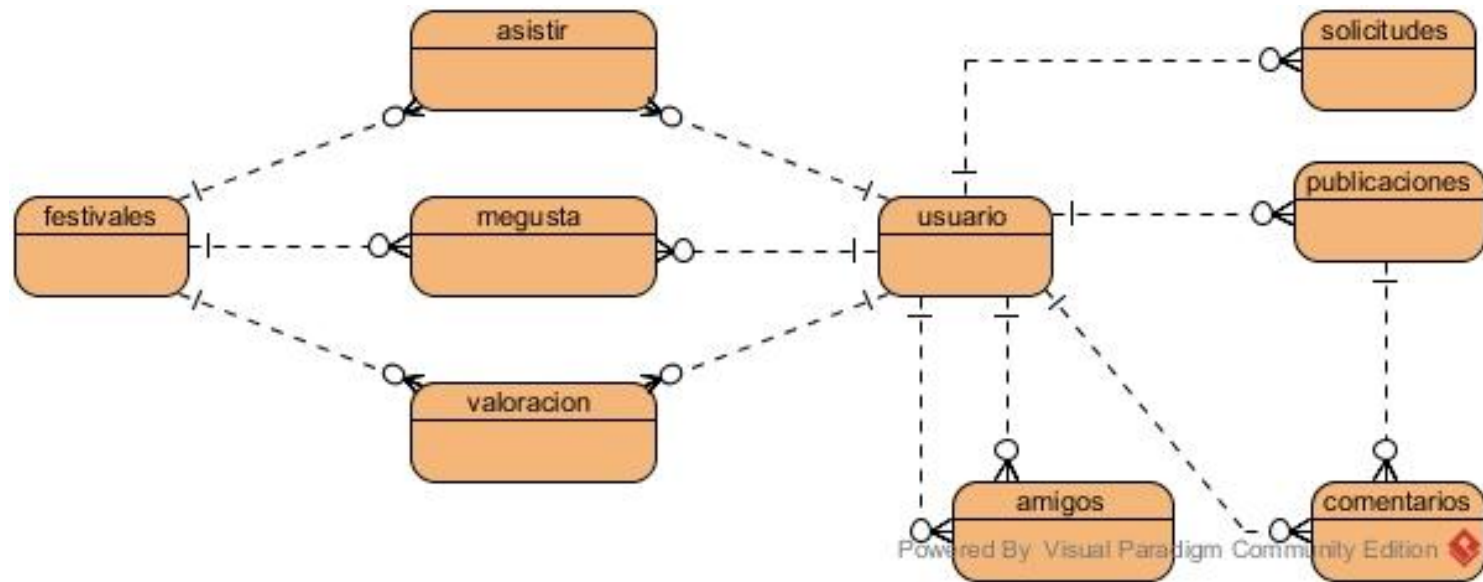 asistir
solicitudes
publicaciones
festivales
megusta
usuario
valoracion
amigos
comentarios
Powered By Visual Paradigm Community Edition